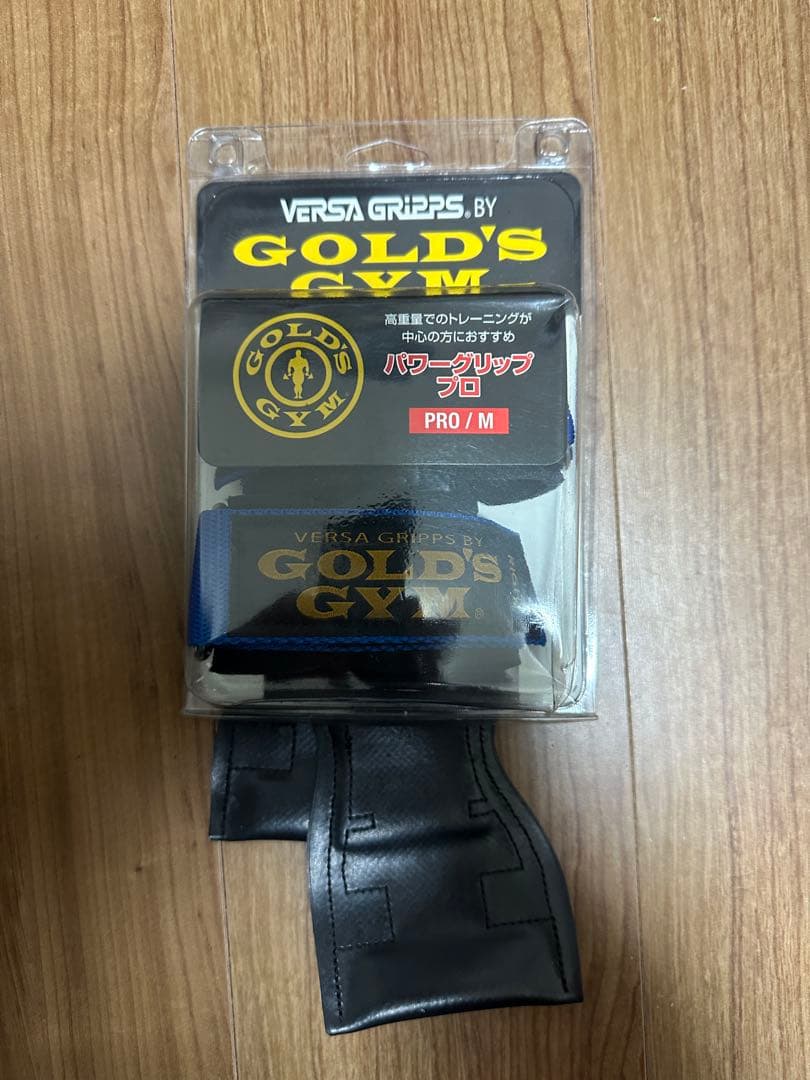 VERSA GRIPPS® BY
GOLD'S
GYM
GOLD'S
GYM
高重量でのトレーニングが
中心の方におすすめ
パワーグリップ
プロ
PRO / M
VERSA GRIPPS BY
GOLD'S
GYM®